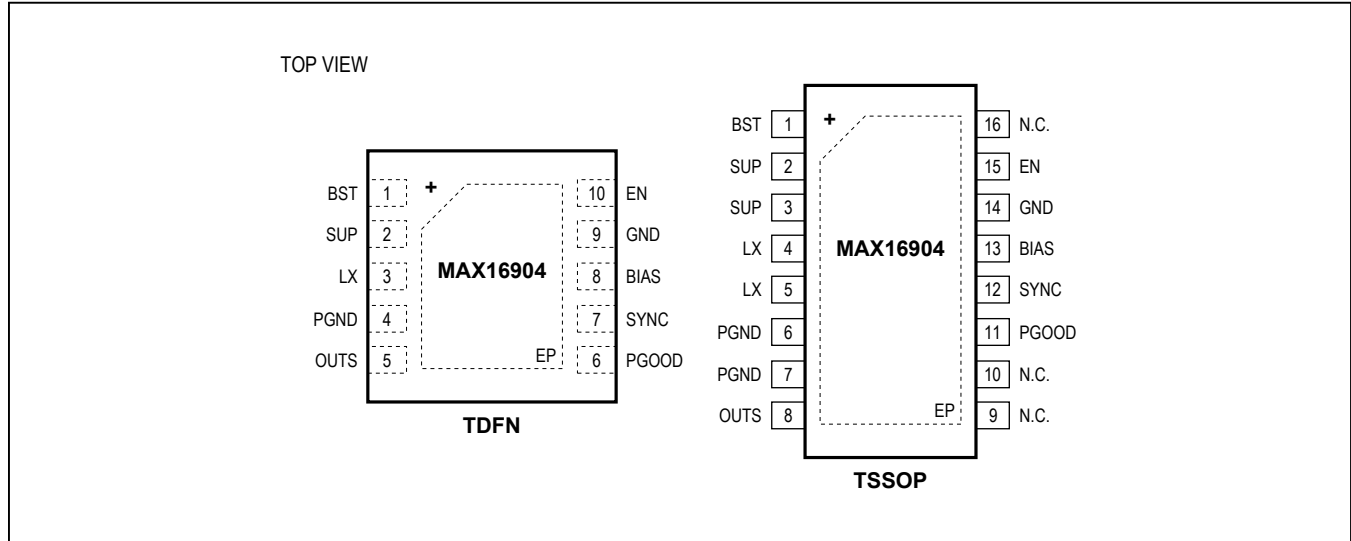 TOP VIEW
BST 1 + 10 EN
SUP 2 9 GND
LX 3 MAX16904 8 BIAS
PGND 4 7 SYNC
OUTS 5 EP 6 PGOOD
TDFN
BST 1 + 16 N.C.
SUP 2 15 EN
SUP 3 14 GND
LX 4 MAX16904 13 BIAS
LX 5 12 SYNC
PGND 6 11 PGOOD
PGND 7 10 N.C.
OUTS 8 EP 9 N.C.
TSSOP